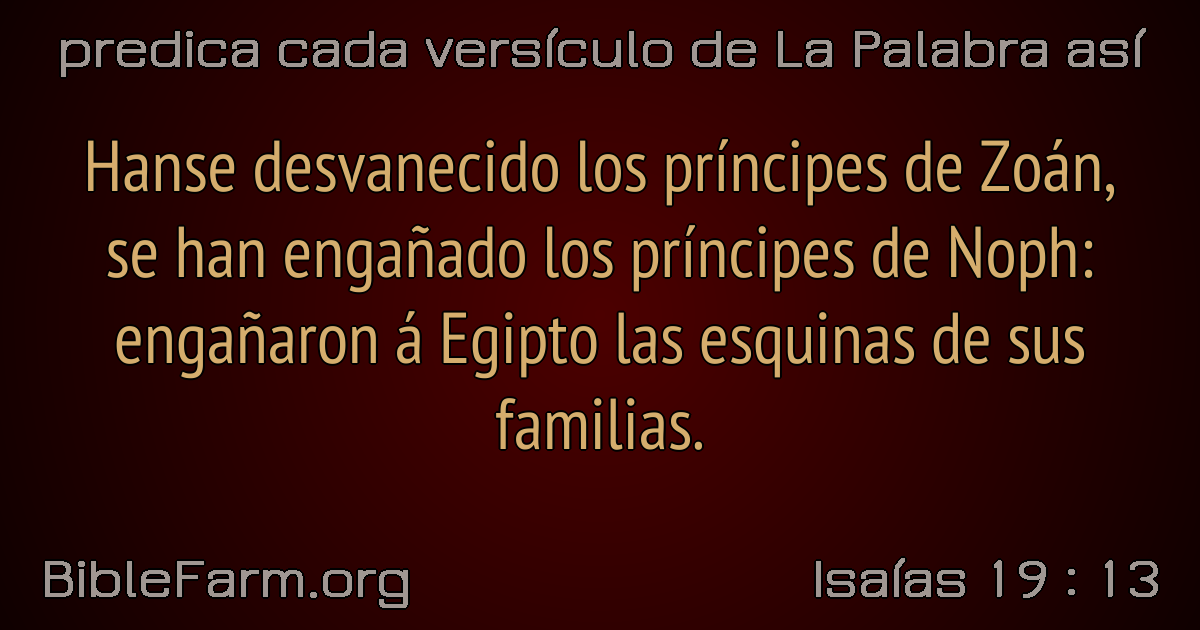 predica cada versículo de La Palabra así
Hanse desvanecido los príncipes de Zoán,
se han engañado los príncipes de Noph:
engañaron á Egipto las esquinas de sus
familias.
BibleFarm.org
Isaías 19 : 13